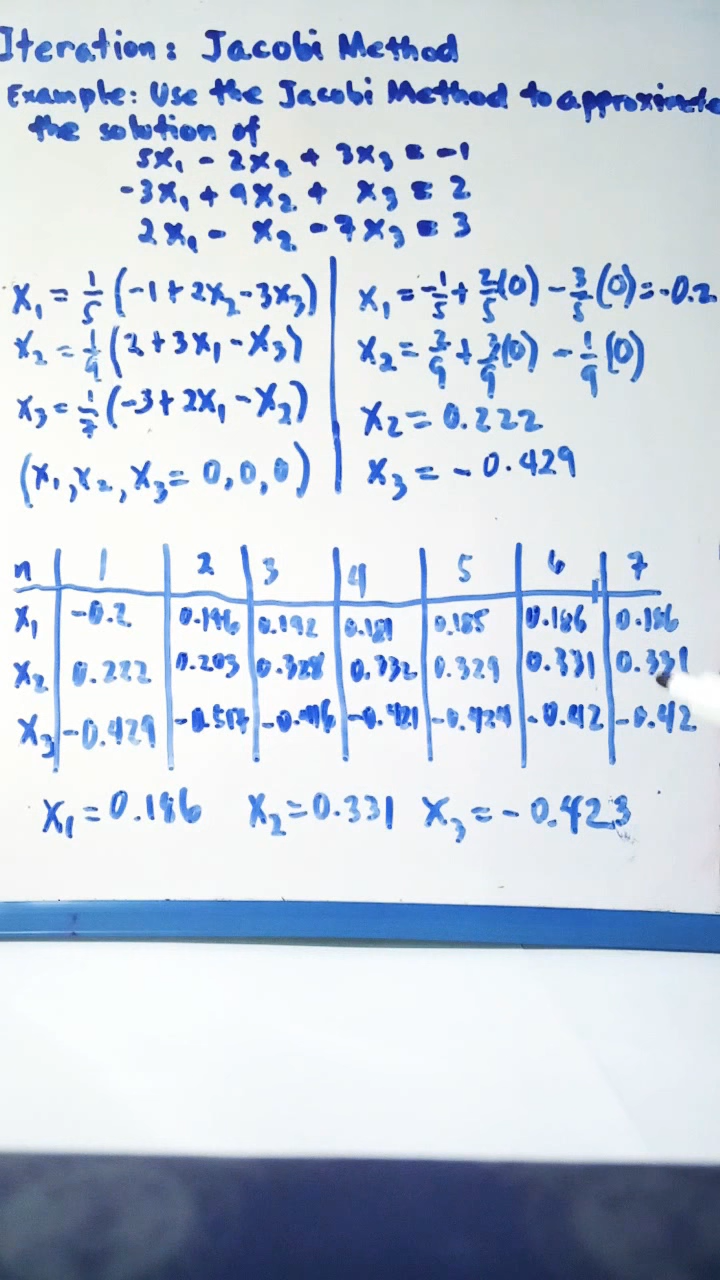 Iteration: Jacobi Method
Example: Use the Jacobi Method to approximate
the solution of
5x₁ - 2x₂ + 3x₃ = -1
-3x₁ + 9x₂ + x₃ = 2
2x₁ - x₂ - 7x₃ = 3
x₁ = 1/5 (-1 + 2x₂ - 3x₃)
x₂ = 1/9 (2 + 3x₁ - x₃)
x₃ = 1/7 (-3 + 2x₁ - x₂)
(x₁, x₂, x₃ = 0, 0, 0)
x₁ = -1/5 + 2/5 (0) - 3/5 (0) = -0.2
x₂ = 2/9 + 3/9 (0) - 1/9 (0)
x₂ = 0.222
x₃ = -0.429
n 1 2 3 4 5 6 7
x₁ -0.2 0.146 0.192 0.181 0.185 0.186 0.186
x₂ 0.222 0.203 0.328 0.332 0.329 0.331 0.331
x₃ -0.429 -0.517 -0.416 -0.421 -0.424 -0.42 -0.42
x₁ = 0.186 x₂ = 0.331 x₃ = -0.423